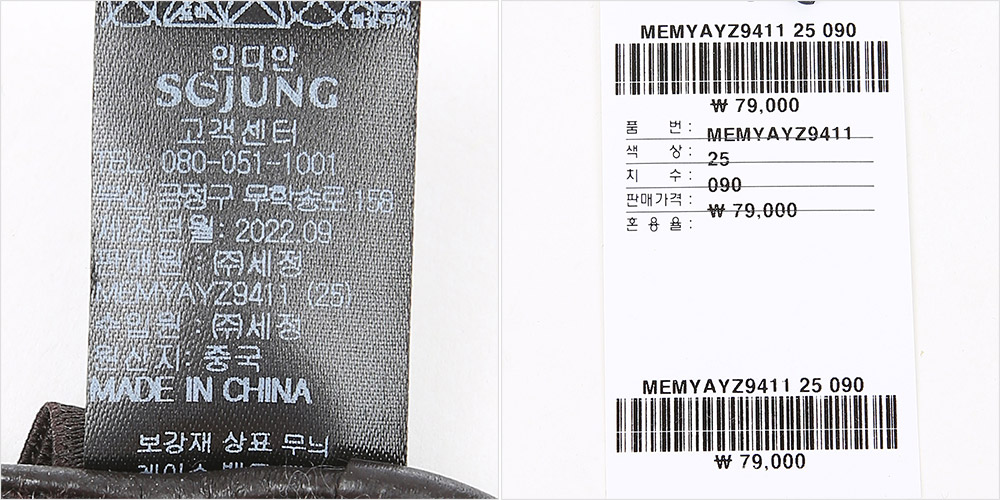 인디안
SOJUNG
고객센터
TEL: 080-051-1001
부산 금정구 무학송로 158
제조년월: 2022.09
판매원 : ㈜세정
MEMYAYZ9411 (25)
수입원 : ㈜세정
원산지: 중국
MADE IN CHINA
보강재 상표 무늬
MEMYAYZ9411 25 090
₩ 79,000
품 번 : MEMYAYZ9411
색 상 : 25
치 수 : 090
판매가격 : ₩ 79,000
혼 용 율 :
MEMYAYZ9411 25 090
₩ 79,000